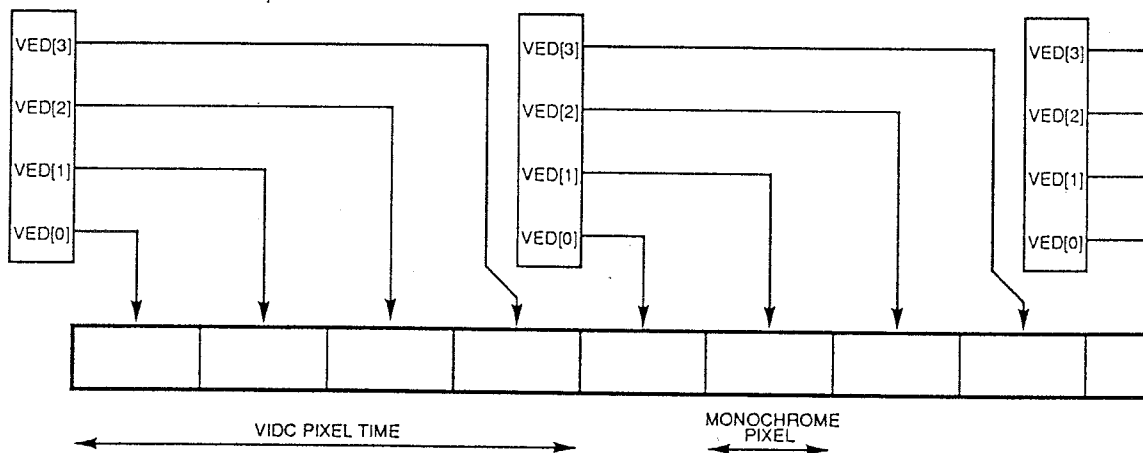 VED[3]
VED[2]
VED[1]
VED[0]
VED[3]
VED[2]
VED[1]
VED[0]
VED[3]
VED[2]
VED[1]
VED[0]
VIDC PIXEL TIME
MONOCHROME
PIXEL